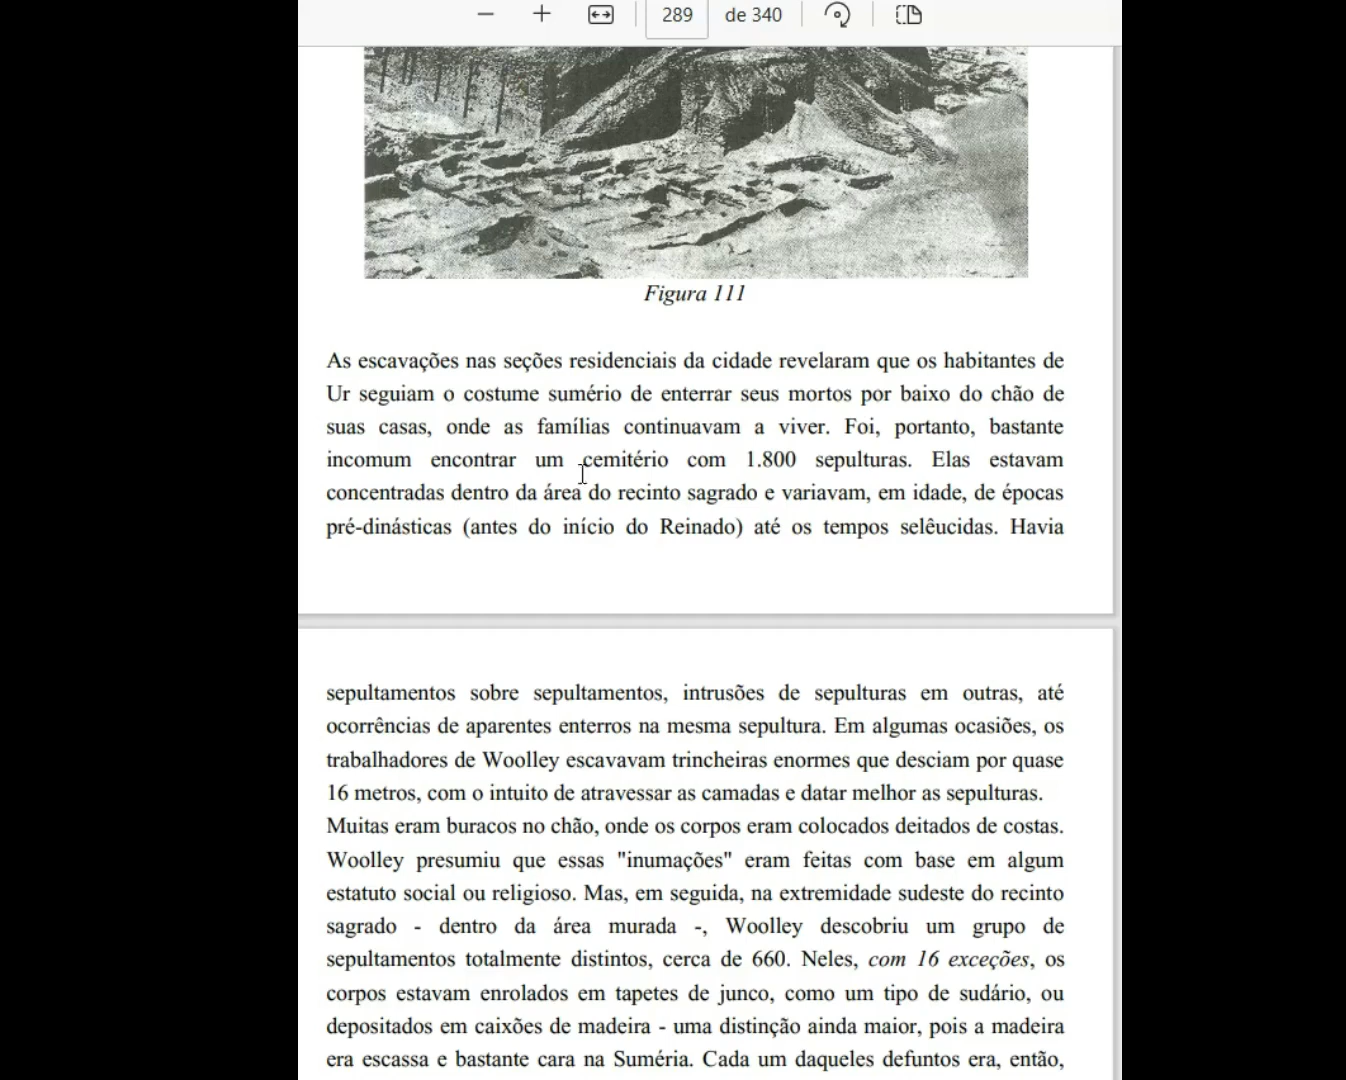 289 de 340
Figura 111
As escavações nas seções residenciais da cidade revelaram que os habitantes de
Ur seguiam o costume sumério de enterrar seus mortos por baixo do chão de
suas casas, onde as famílias continuavam a viver. Foi, portanto, bastante
incomum encontrar um cemitério com 1.800 sepulturas. Elas estavam
concentradas dentro da área do recinto sagrado e variavam, em idade, de épocas
pré-dinásticas (antes do início do Reinado) até os tempos selêucidas. Havia
sepultamentos sobre sepultamentos, intrusões de sepulturas em outras, até
ocorrências de aparentes enterros na mesma sepultura. Em algumas ocasiões, os
trabalhadores de Woolley escavavam trincheiras enormes que desciam por quase
16 metros, com o intuito de atravessar as camadas e datar melhor as sepulturas.
Muitas eram buracos no chão, onde os corpos eram colocados deitados de costas.
Woolley presumiu que essas "inumações" eram feitas com base em algum
estatuto social ou religioso. Mas, em seguida, na extremidade sudeste do recinto
sagrado - dentro da área murada -, Woolley descobriu um grupo de
sepultamentos totalmente distintos, cerca de 660. Neles, com 16 exceções, os
corpos estavam enrolados em tapetes de junco, como um tipo de sudário, ou
depositados em caixões de madeira - uma distinção ainda maior, pois a madeira
era escassa e bastante cara na Suméria. Cada um daqueles defuntos era, então,